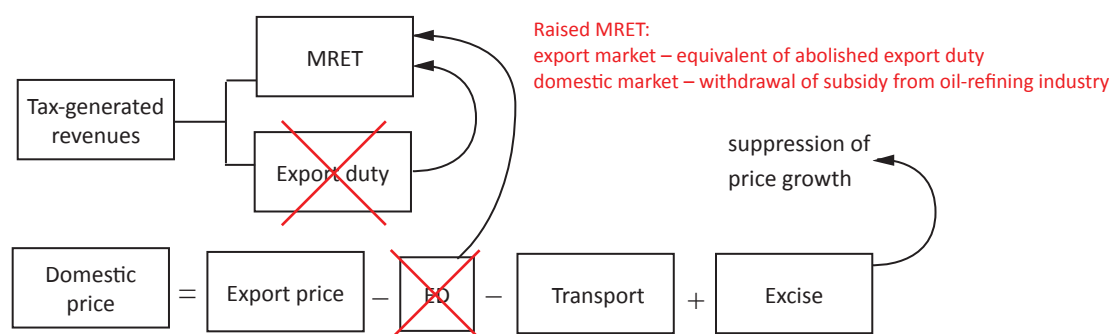 Raised MRET:
export market – equivalent of abolished export duty
domestic market – withdrawal of subsidy from oil-refining industry
MRET
Tax-generated
revenues
Export duty
suppression of
price growth
Domestic
price
=
Export price
–
ED
–
Transport
+
Excise